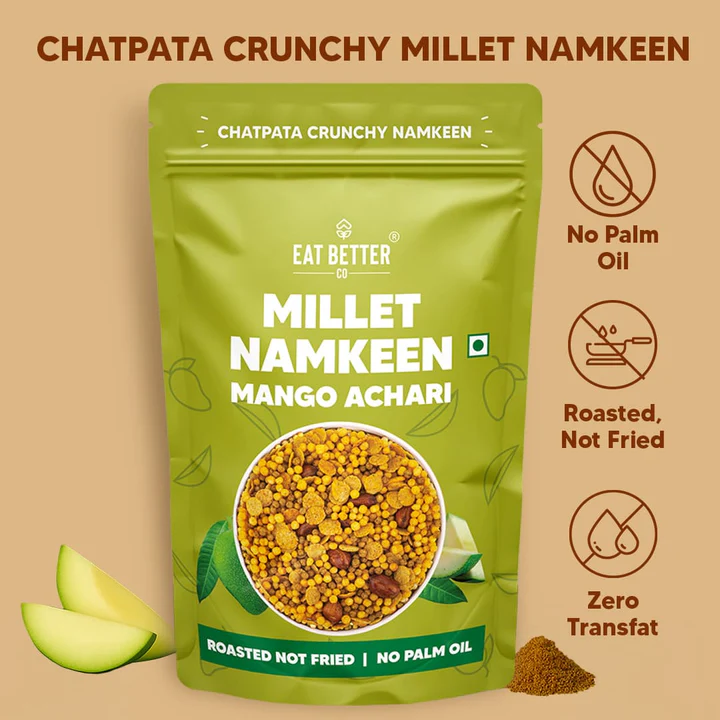 CHATPATA CRUNCHY MILLET NAMKEEN
CHATPATA CRUNCHY NAMKEEN
®
EAT BETTER
CO
MILLET
NAMKEEN
MANGO ACHARI
ROASTED NOT FRIED | NO PALM OIL
No Palm
Oil
Roasted,
Not Fried
Zero
Transfat